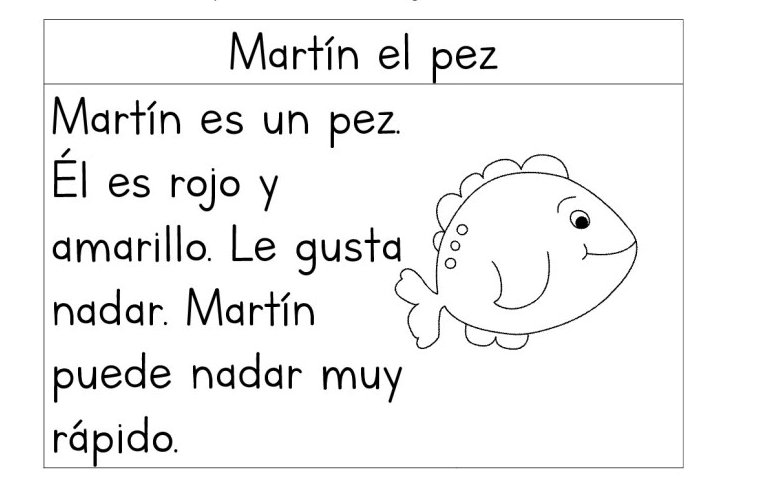 Martín el pez
Martín es un pez.
Él es rojo y
amarillo. Le gusta
nadar. Martín
puede nadar muy
rápido.